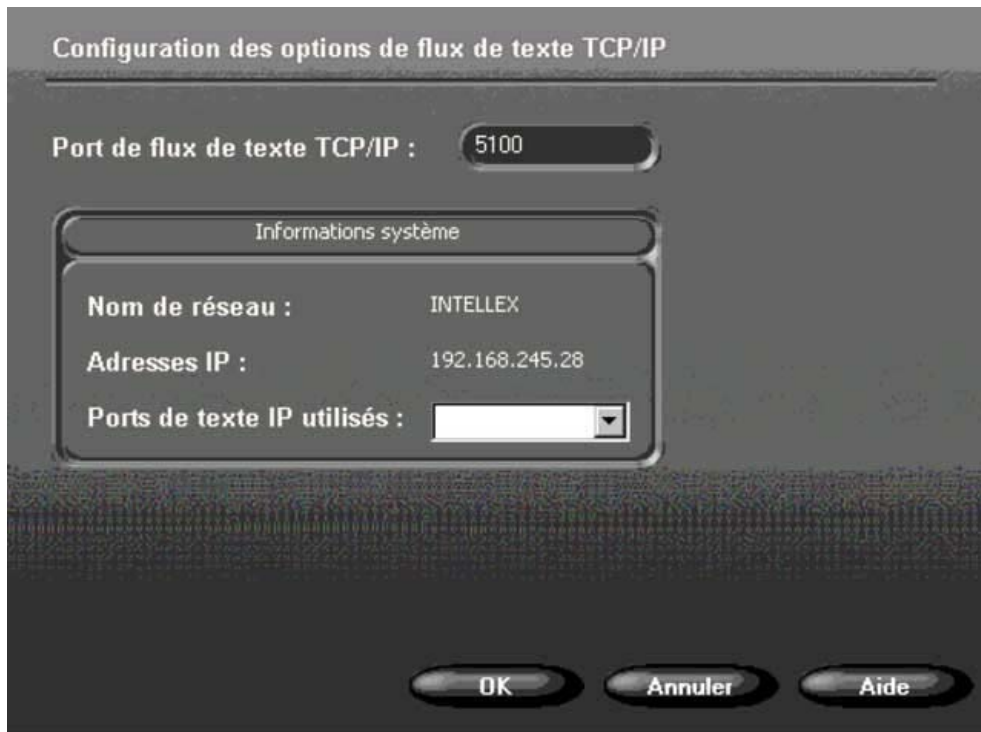 Configuration des options de flux de texte TCP/IP
Port de flux de texte TCP/IP : 5100
Informations système
Nom de réseau : INTELLEX
Adresses IP : 192.168.245.28
Ports de texte IP utilisés :
OK Annuler Aide